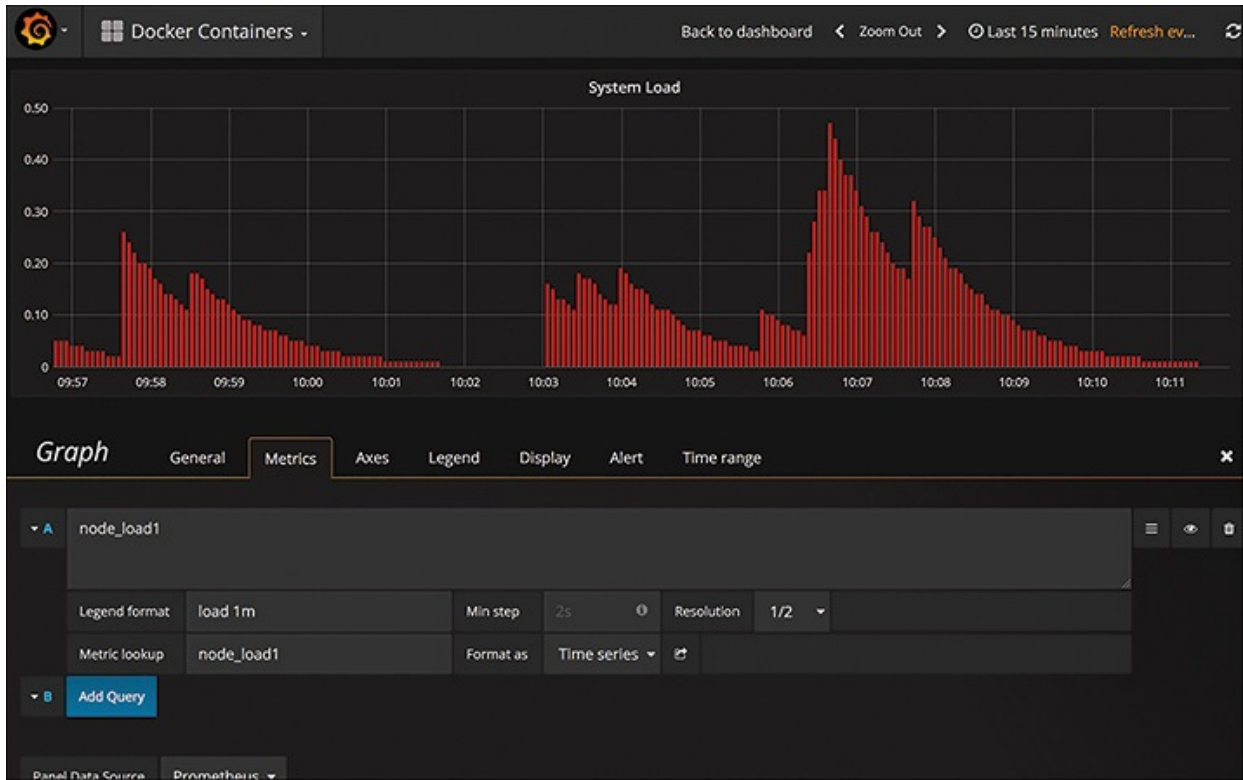 Docker Containers
Back to dashboard Zoom Out Last 15 minutes Refresh ev...
System Load
0.50
0.40
0.30
0.20
0.10
0
09:57 09:58 09:59 10:00 10:01 10:02 10:03 10:04 10:05 10:06 10:07 10:08 10:09 10:10 10:11
Graph General Metrics Axes Legend Display Alert Time range
A node_load1
Legend format load 1m Min step 2s Resolution 1/2
Metric lookup node_load1 Format as Time series
B Add Query
Panel Data Source Prometheus